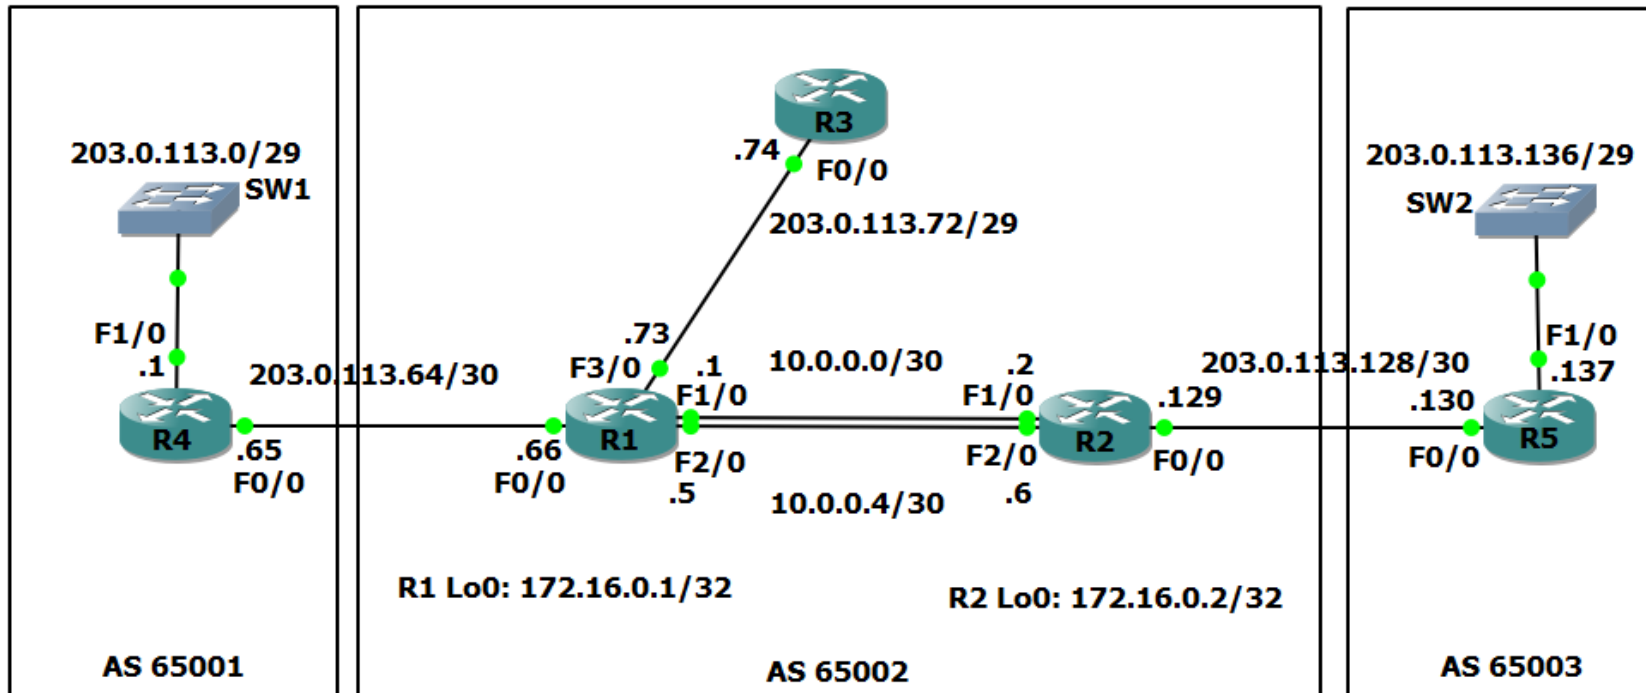 203.0.113.0/29
SW1
F1/0
.1
R4
.65
F0/0
203.0.113.64/30
AS 65001
R3
.74
F0/0
203.0.113.72/29
.73
F3/0
.1
F1/0
10.0.0.0/30
.2
F1/0
.66
F0/0
R1
F2/0
.5
10.0.0.4/30
F2/0
.6
R2
.129
F0/0
203.0.113.128/30
R1 Lo0: 172.16.0.1/32
R2 Lo0: 172.16.0.2/32
AS 65002
203.0.113.136/29
SW2
F1/0
.137
.130
F0/0
R5
AS 65003